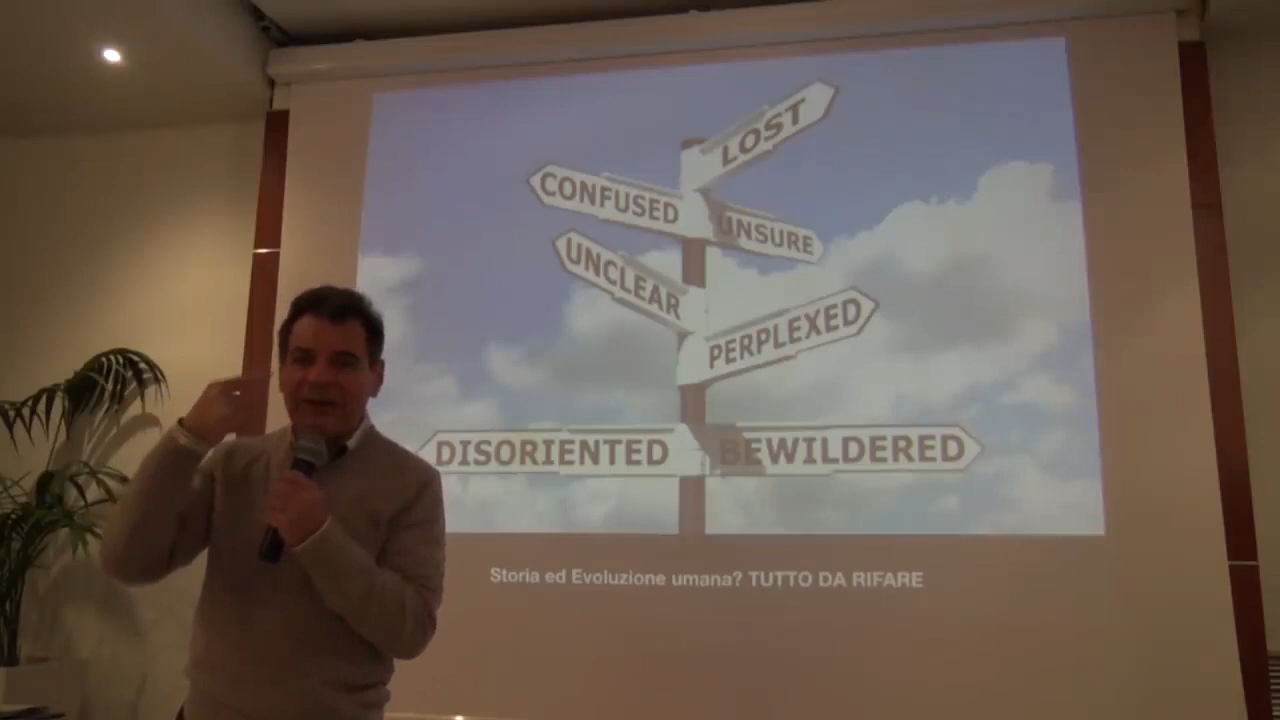 LOST
CONFUSED
UNSURE
UNCLEAR
PERPLEXED
DISORIENTED
BEWILDERED
Storia ed Evoluzione umana? TUTTO DA RIFARE